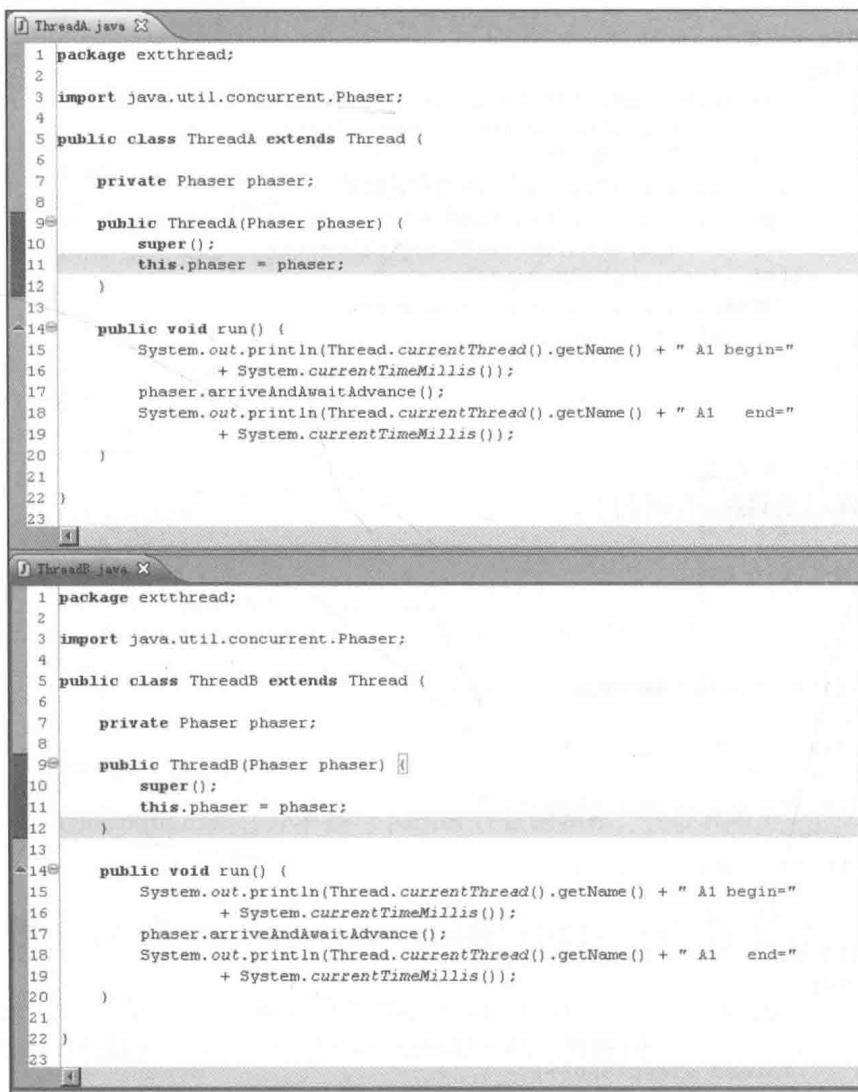 ThreadA.java
1 package extthread;
2
3 import java.util.concurrent.Phaser;
4
5 public class ThreadA extends Thread {
6
7     private Phaser phaser;
8
9     public ThreadA(Phaser phaser) {
10         super();
11         this.phaser = phaser;
12     }
13
14     public void run() {
15         System.out.println(Thread.currentThread().getName() + " A1 begin="
16                 + System.currentTimeMillis());
17         phaser.arriveAndAwaitAdvance();
18         System.out.println(Thread.currentThread().getName() + " A1   end="
19                 + System.currentTimeMillis());
20     }
21
22 }
23
ThreadB.java
1 package extthread;
2
3 import java.util.concurrent.Phaser;
4
5 public class ThreadB extends Thread {
6
7     private Phaser phaser;
8
9     public ThreadB(Phaser phaser) {
10         super();
11         this.phaser = phaser;
12     }
13
14     public void run() {
15         System.out.println(Thread.currentThread().getName() + " A1 begin="
16                 + System.currentTimeMillis());
17         phaser.arriveAndAwaitAdvance();
18         System.out.println(Thread.currentThread().getName() + " A1   end="
19                 + System.currentTimeMillis());
20     }
21
22 }
23